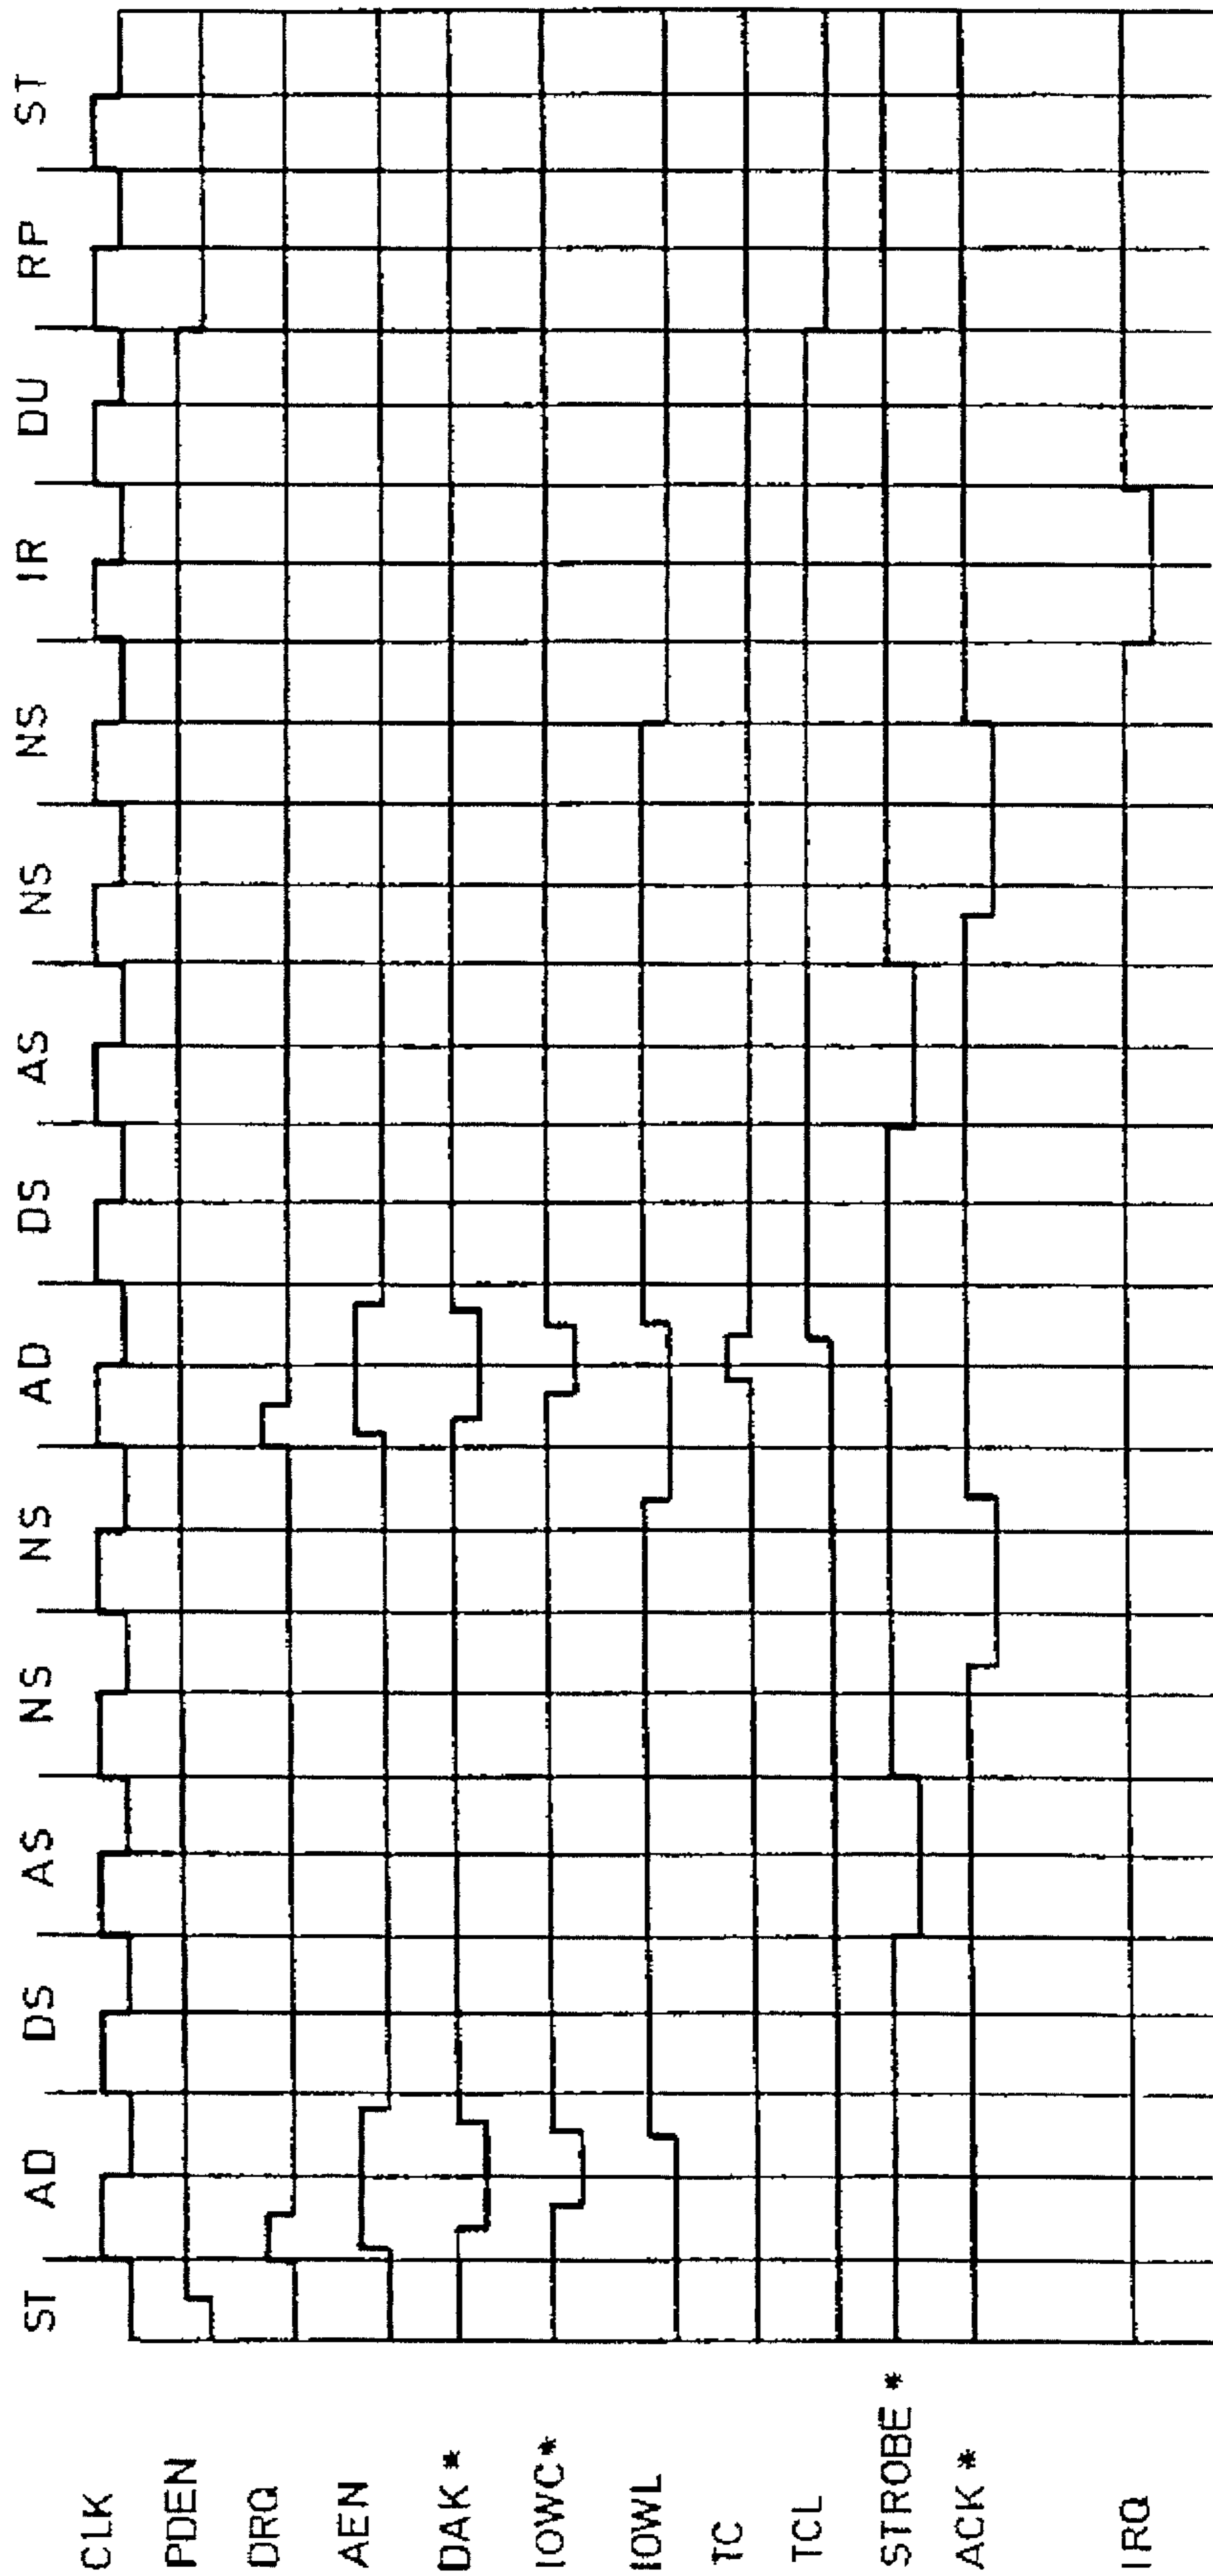 ST AD DS AS NS NS AD DS AS NS NS IR DU RP ST
CLK
PDEN
DRQ
AEN
DAK *
IOWC *
IOWL
TC
TCL
STROBE *
ACK *
IRQ